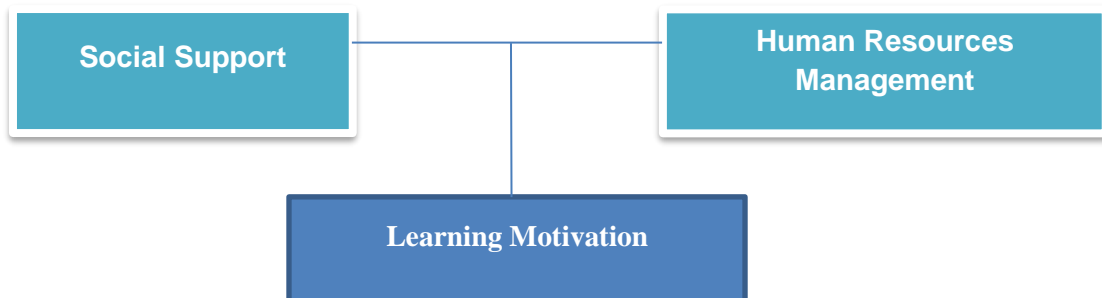 Social Support
Human Resources
Management
Learning Motivation